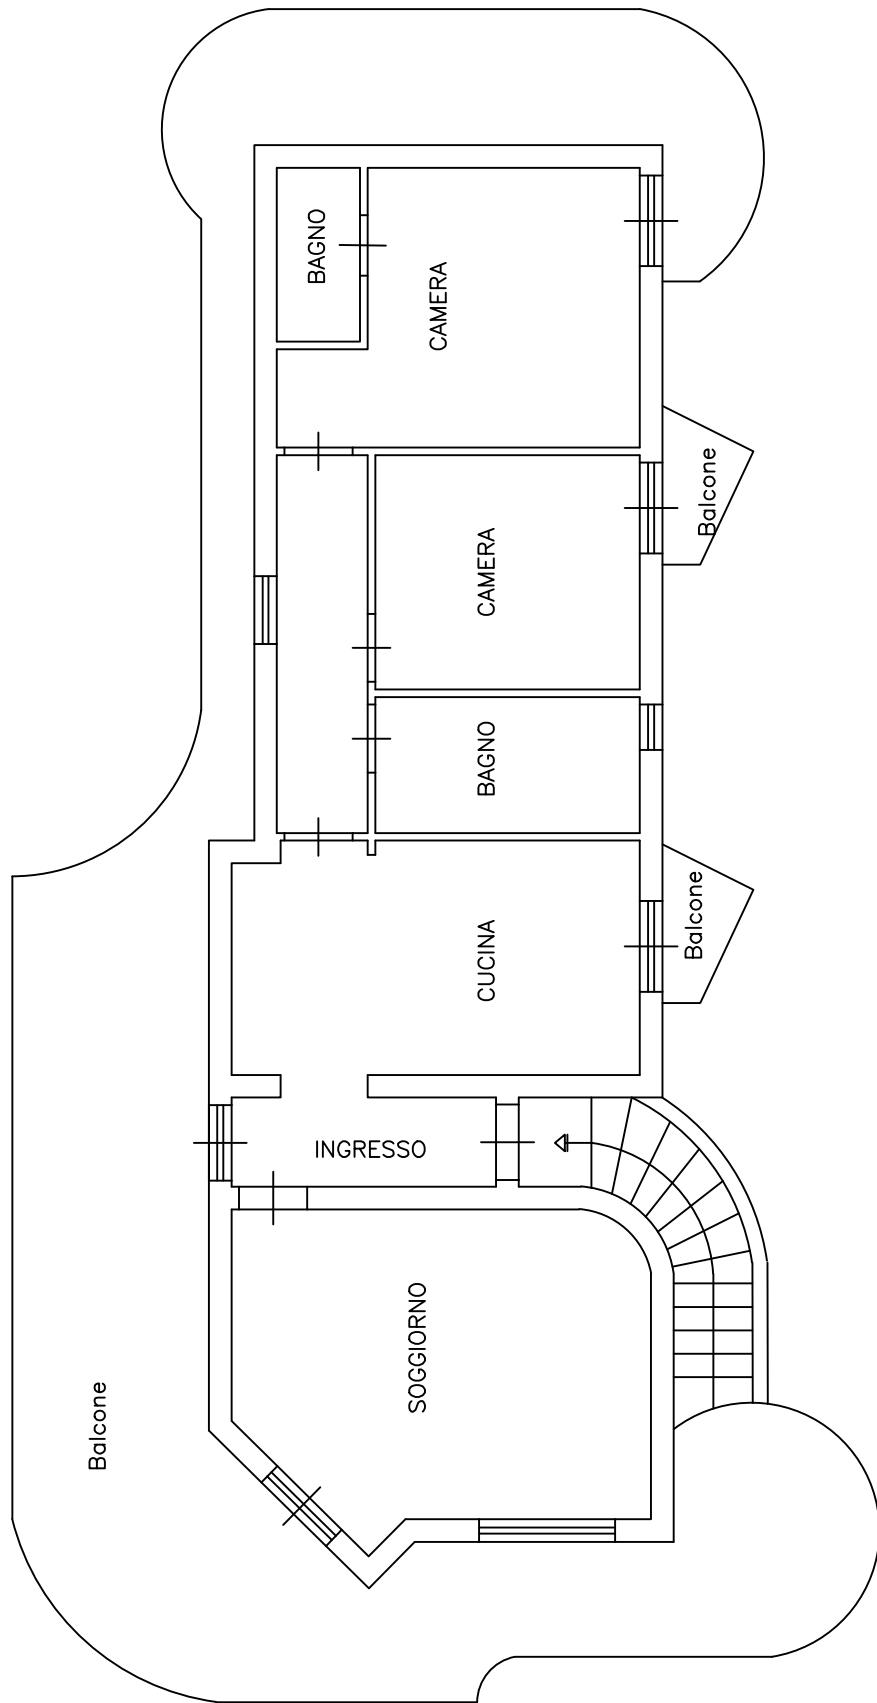 BAGNO
CAMERA
Balcone
CAMERA
BAGNO
Balcone
CUCINA
INGRESSO
SOGGIORNO
Balcone